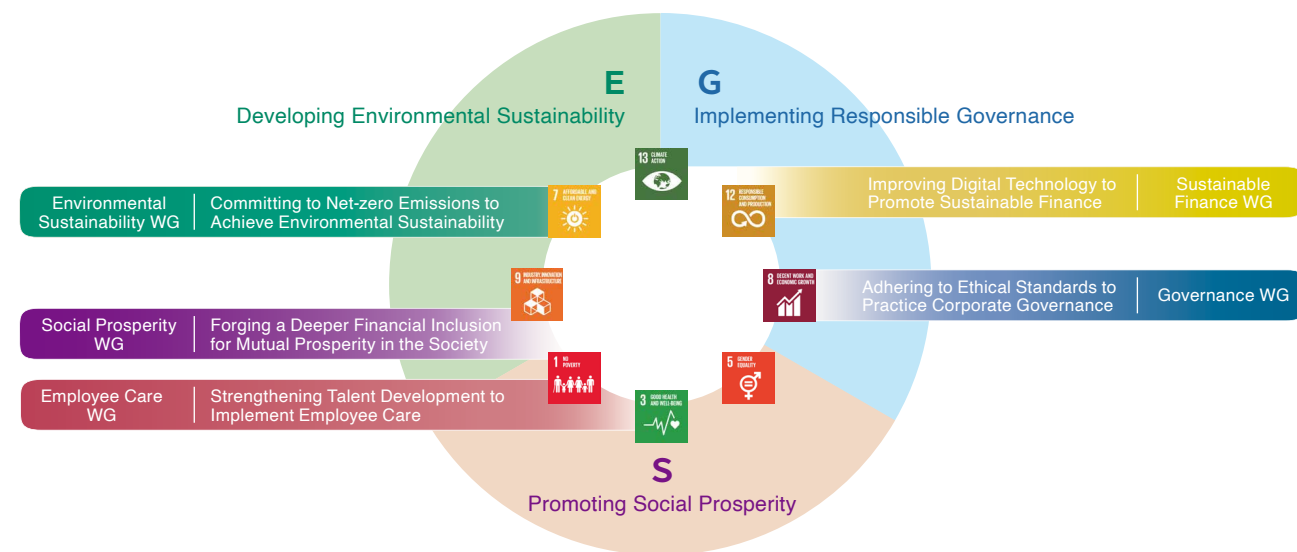 E
Developing Environmental Sustainability
G
Implementing Responsible Governance
13 CLIMATE
ACTION
7 AFFORDABLE AND
CLEAN ENERGY
12 RESPONSIBLE
CONSUMPTION
AND PRODUCTION
Environmental
Sustainability WG
Committing to Net-zero Emissions to
Achieve Environmental Sustainability
Improving Digital Technology to
Promote Sustainable Finance
Sustainable
Finance WG
9 INDUSTRY, INNOVATION
AND INFRASTRUCTURE
8 DECENT WORK AND
ECONOMIC GROWTH
Adhering to Ethical Standards to
Practice Corporate Governance
Governance WG
Social Prosperity
WG
Forging a Deeper Financial Inclusion
for Mutual Prosperity in the Society
1 NO
POVERTY
5 GENDER
EQUALITY
Employee Care
WG
Strengthening Talent Development to
Implement Employee Care
3 GOOD HEALTH
AND WELL-BEING
S
Promoting Social Prosperity